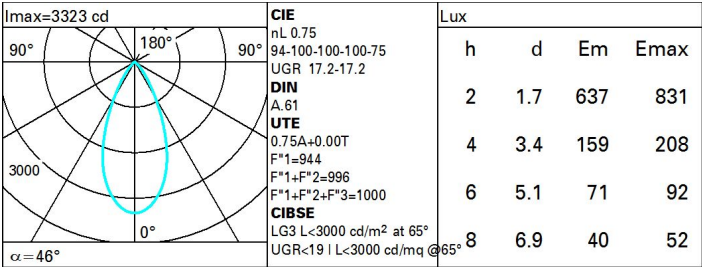 Imax=3323 cd
90°
180°
90°
3000
0°
α=46°
CIE
nL 0.75
94-100-100-100-75
UGR 17.2-17.2
DIN
A.61
UTE
0.75A+0.00T
F"1=944
F"1+F"2=996
F"1+F"2+F"3=1000
CIBSE
LG3 L<3000 cd/m² at 65°
UGR<19 | L<3000 cd/mq @65°
Lux
h d Em Emax
2 1.7 637 831
4 3.4 159 208
6 5.1 71 92
8 6.9 40 52